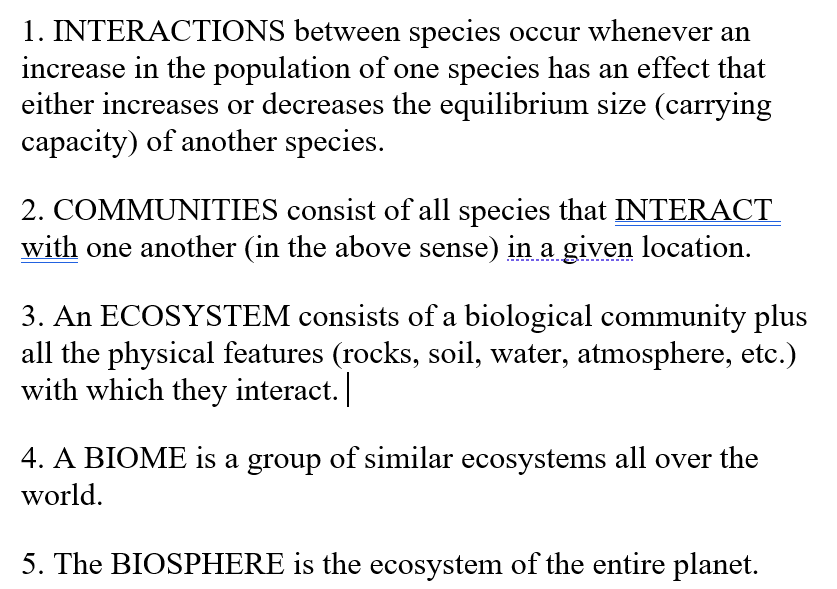 1. INTERACTIONS between species occur whenever an
increase in the population of one species has an effect that
either increases or decreases the equilibrium size (carrying
capacity) of another species.
2. COMMUNITIES consist of all species that INTERACT
with one another (in the above sense) in a given location.
3. An ECOSYSTEM consists of a biological community plus
all the physical features (rocks, soil, water, atmosphere, etc.)
with which they interact.
4. A BIOME is a group of similar ecosystems all over the
world.
5. The BIOSPHERE is the ecosystem of the entire planet.